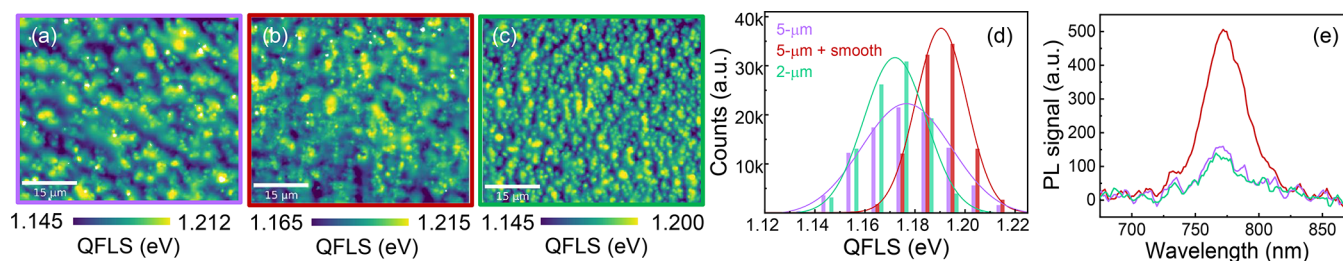 (a)
15 µm
1.145 1.212
QFLS (eV)
(b)
15 µm
1.165 1.215
QFLS (eV)
(c)
15 µm
1.145 1.200
QFLS (eV)
(d)
5-µm
5-µm + smooth
2-µm
Counts (a.u.)
40k
30K
20K
10k
1.12 1.14 1.16 1.18 1.20 1.22
QFLS (eV)
(e)
PL signal (a.u.)
500
400
300
200
100
0
700 750 800 850
Wavelength (nm)